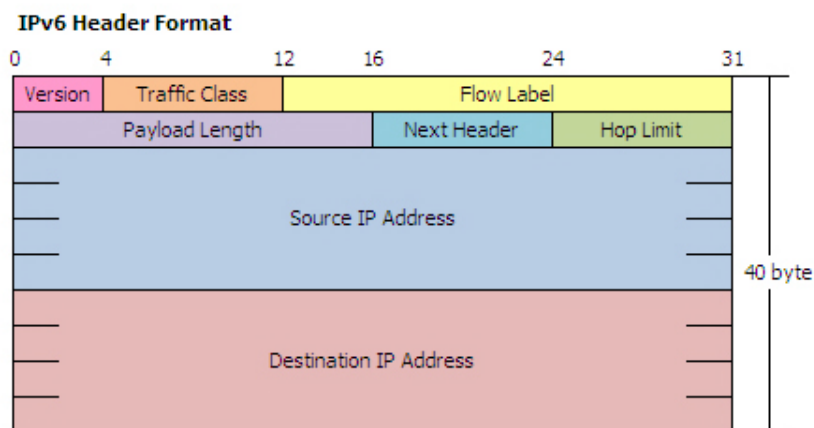 IPv6 Header Format
0 4 12 16 24 31
Version Traffic Class Flow Label
Payload Length Next Header Hop Limit
Source IP Address
40 byte
Destination IP Address